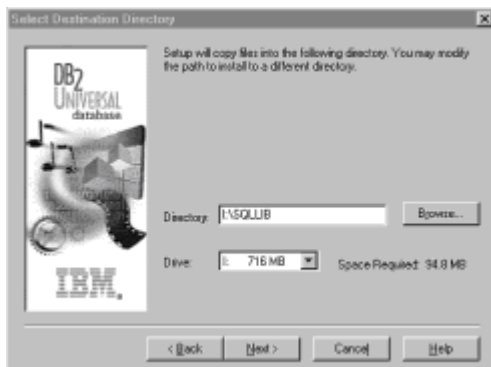 Select Destination Directory
Setup will copy files into the following directory. You may modify
the path to install to a different directory.
DB2
UNIVERSAL
database
Directory: I:\SQLLIB Browse...
Drive: I: 716 MB Space Required: 94.8 MB
IBM.
< Back Next > Cancel Help